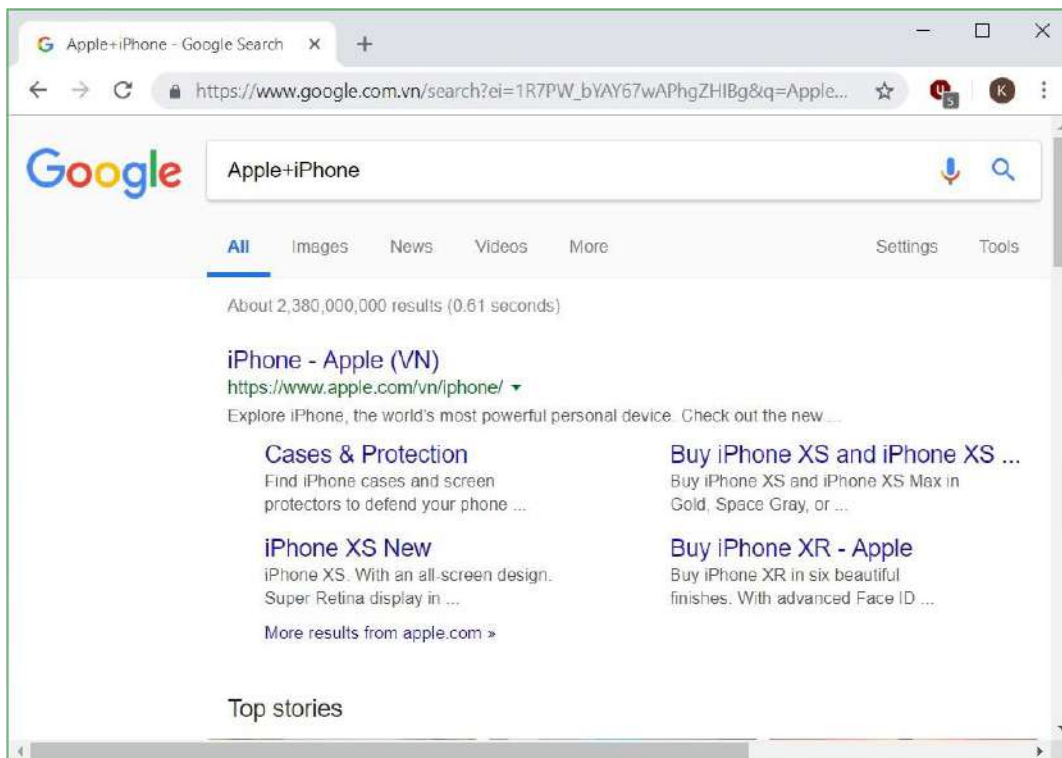 Apple+iPhone - Google Search
https://www.google.com.vn/search?ei=1R7PW_bYAY67wAPhgZHIBg&q=Apple...
5
K
Google
Apple+iPhone
All Images News Videos More Settings Tools
About 2,380,000,000 results (0.61 seconds)
iPhone - Apple (VN)
https://www.apple.com/vn/iphone/
Explore iPhone, the world's most powerful personal device. Check out the new ...
Cases & Protection
Find iPhone cases and screen
protectors to defend your phone ...
Buy iPhone XS and iPhone XS ...
Buy iPhone XS and iPhone XS Max in
Gold, Space Gray, or ...
iPhone XS New
iPhone XS. With an all-screen design.
Super Retina display in ...
Buy iPhone XR - Apple
Buy iPhone XR in six beautiful
finishes. With advanced Face ID ...
More results from apple.com »
Top stories